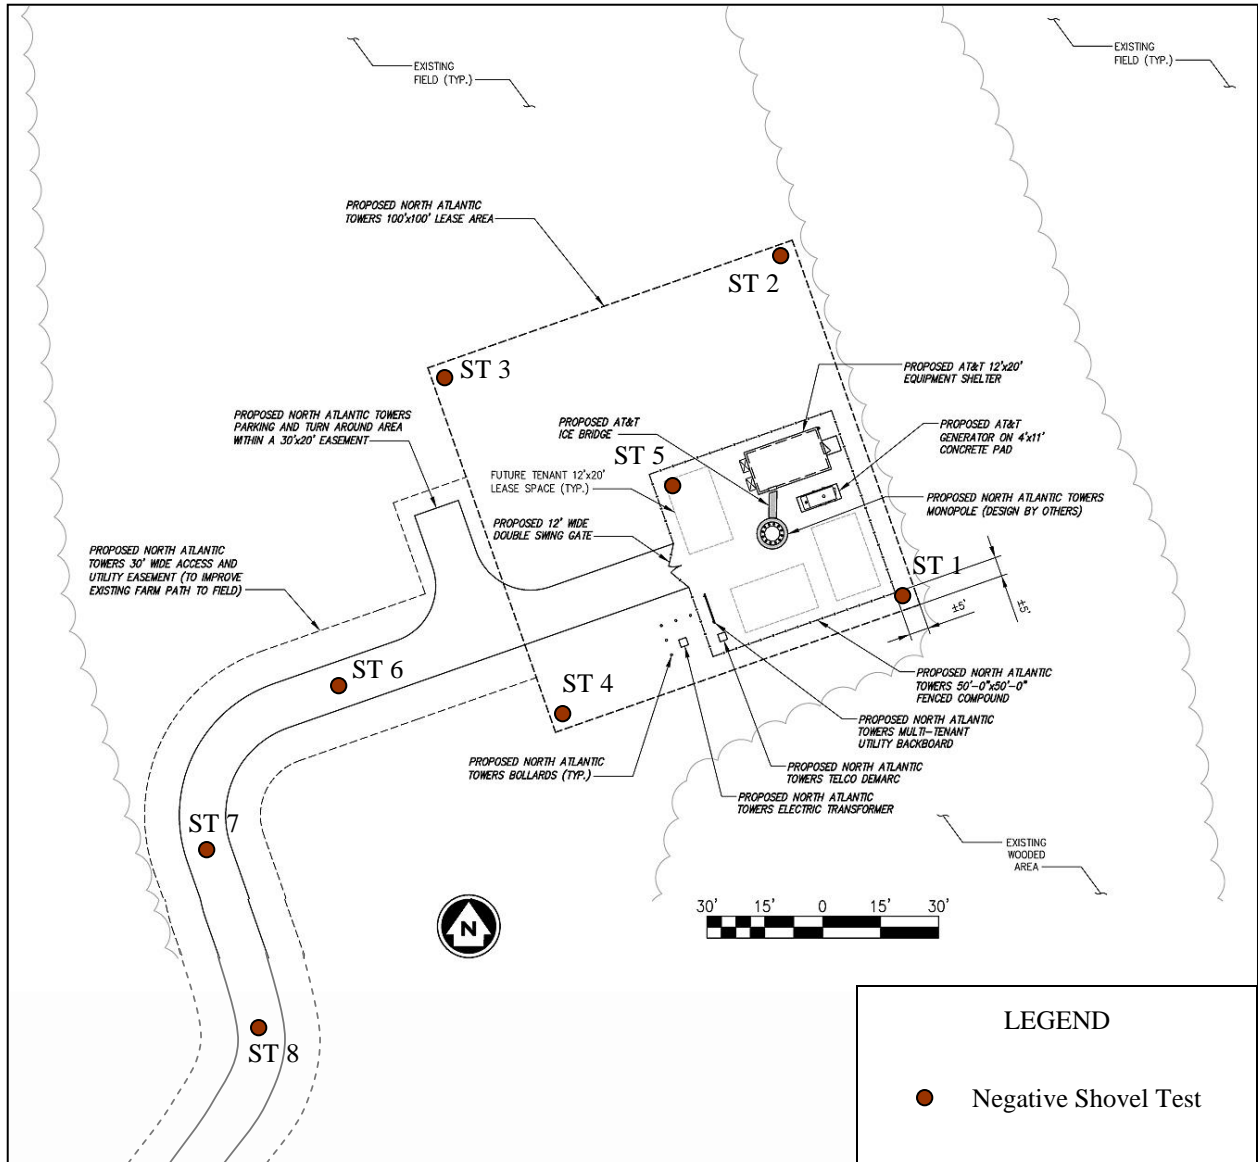 EXISTING
FIELD (TYP.)
EXISTING
FIELD (TYP.)
PROPOSED NORTH ATLANTIC
TOWERS 100'x100' LEASE AREA
ST 2
ST 3
PROPOSED AT&T 12'x20'
EQUIPMENT SHELTER
PROPOSED NORTH ATLANTIC TOWERS
PARKING AND TURN AROUND AREA
WITHIN A 30'x20' EASEMENT
PROPOSED AT&T
ICE BRIDGE
PROPOSED AT&T
GENERATOR ON 4'x11'
CONCRETE PAD
ST 5
FUTURE TENANT 12'x20'
LEASE SPACE (TYP.)
PROPOSED NORTH ATLANTIC TOWERS
MONOPOLE (DESIGN BY OTHERS)
PROPOSED 12' WIDE
DOUBLE SWING GATE
PROPOSED NORTH ATLANTIC
TOWERS 30' WIDE ACCESS AND
UTILITY EASEMENT (TO IMPROVE
EXISTING FARM PATH TO FIELD)
ST 1
±5'
±5'
ST 6
ST 4
PROPOSED NORTH ATLANTIC
TOWERS 50'-0"x50'-0"
FENCED COMPOUND
PROPOSED NORTH ATLANTIC
TOWERS MULTI-TENANT
UTILITY BACKBOARD
PROPOSED NORTH ATLANTIC
TOWERS BOLLARDS (TYP.)
PROPOSED NORTH ATLANTIC
TOWERS TELCO DEMARC
PROPOSED NORTH ATLANTIC
TOWERS ELECTRIC TRANSFORMER
ST 7
EXISTING
WOODED
AREA
30' 15' 0 15' 30'
N
ST 8
LEGEND
Negative Shovel Test